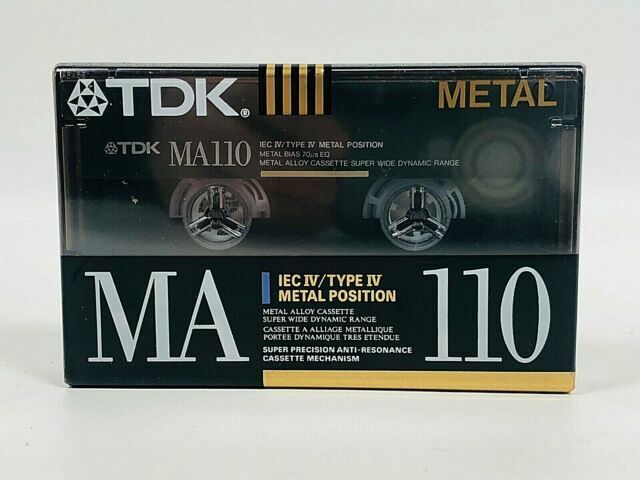 TDK®
METAL
TDK MA110
IEC IV/TYPE IV METAL POSITION
METAL BIAS 70µs EQ
METAL ALLOY CASSETTE SUPER WIDE DYNAMIC RANGE
MA
IEC IV/TYPE IV
METAL POSITION
METAL ALLOY CASSETTE
SUPER WIDE DYNAMIC RANGE
CASSETTE A ALLIAGE METALLIQUE
PORTEE DYNAMIQUE TRES ETENDUE
SUPER PRECISION ANTI-RESONANCE
CASSETTE MECHANISM
110